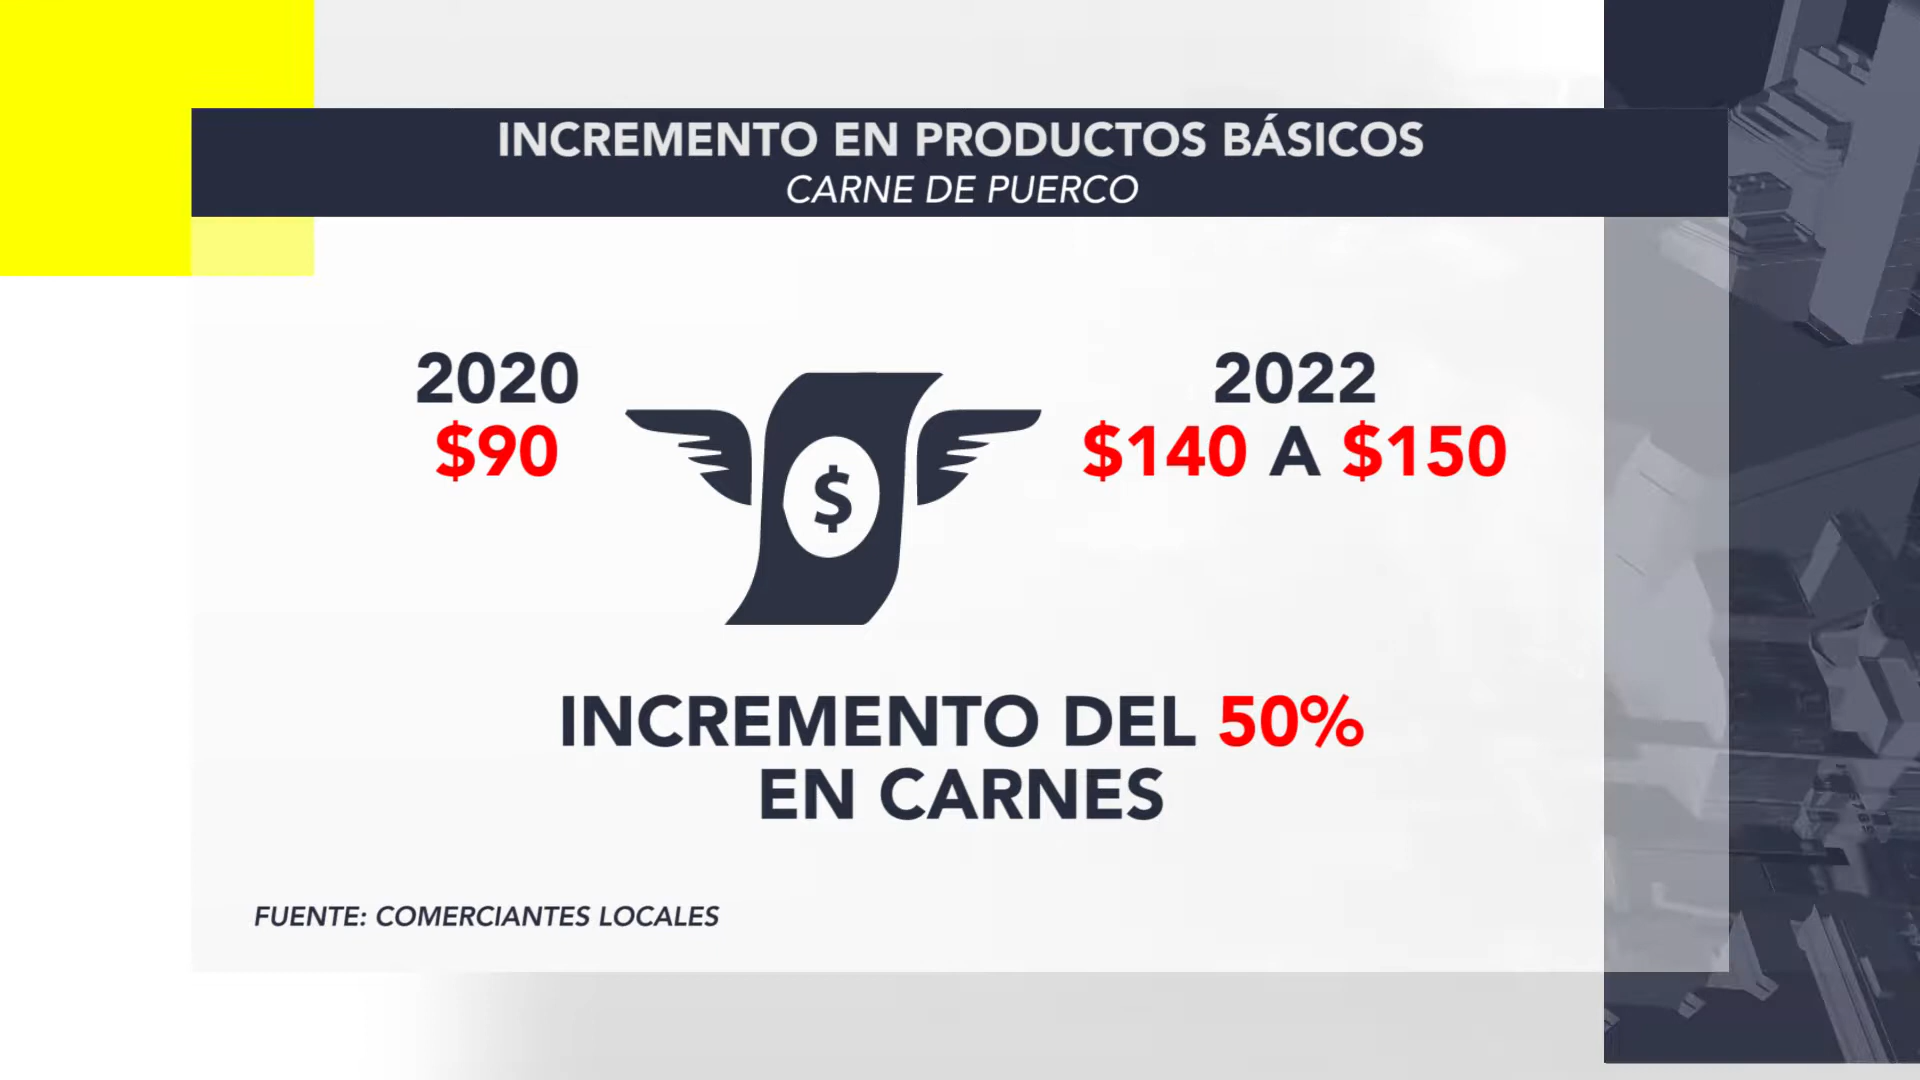 INCREMENTO EN PRODUCTOS BÁSICOS
CARNE DE PUERCO
2020
$90
$
2022
$140 A $150
INCREMENTO DEL 50%
EN CARNES
FUENTE: COMERCIANTES LOCALES